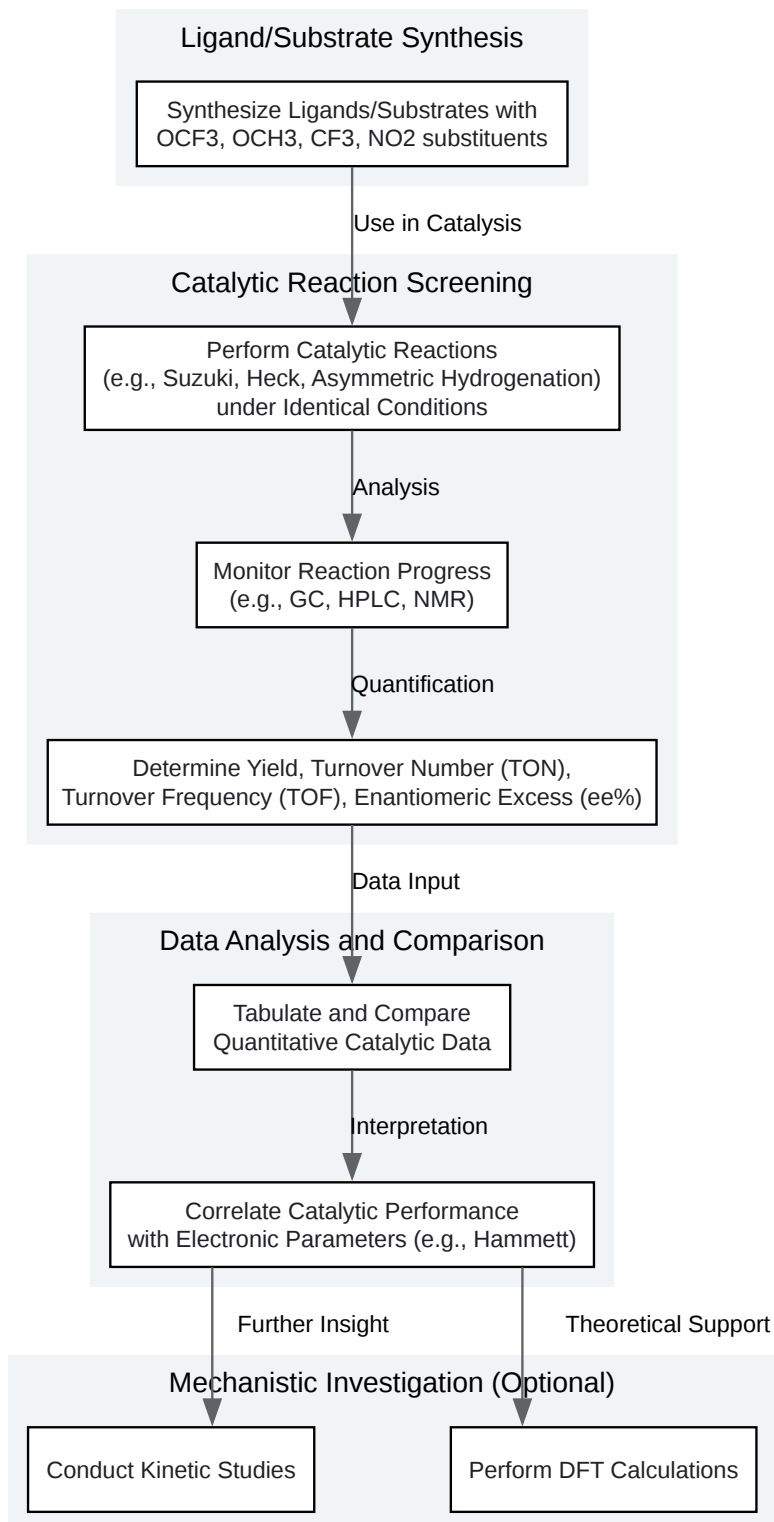 Ligand/Substrate Synthesis
Synthesize Ligands/Substrates with
OCF3, OCH3, CF3, NO2 substituents
Use in Catalysis
Catalytic Reaction Screening
Perform Catalytic Reactions
(e.g., Suzuki, Heck, Asymmetric Hydrogenation)
under Identical Conditions
Analysis
Monitor Reaction Progress
(e.g., GC, HPLC, NMR)
Quantification
Determine Yield, Turnover Number (TON),
Turnover Frequency (TOF), Enantiomeric Excess (ee%)
Data Input
Data Analysis and Comparison
Tabulate and Compare
Quantitative Catalytic Data
Interpretation
Correlate Catalytic Performance
with Electronic Parameters (e.g., Hammett)
Further Insight
Theoretical Support
Mechanistic Investigation (Optional)
Conduct Kinetic Studies
Perform DFT Calculations